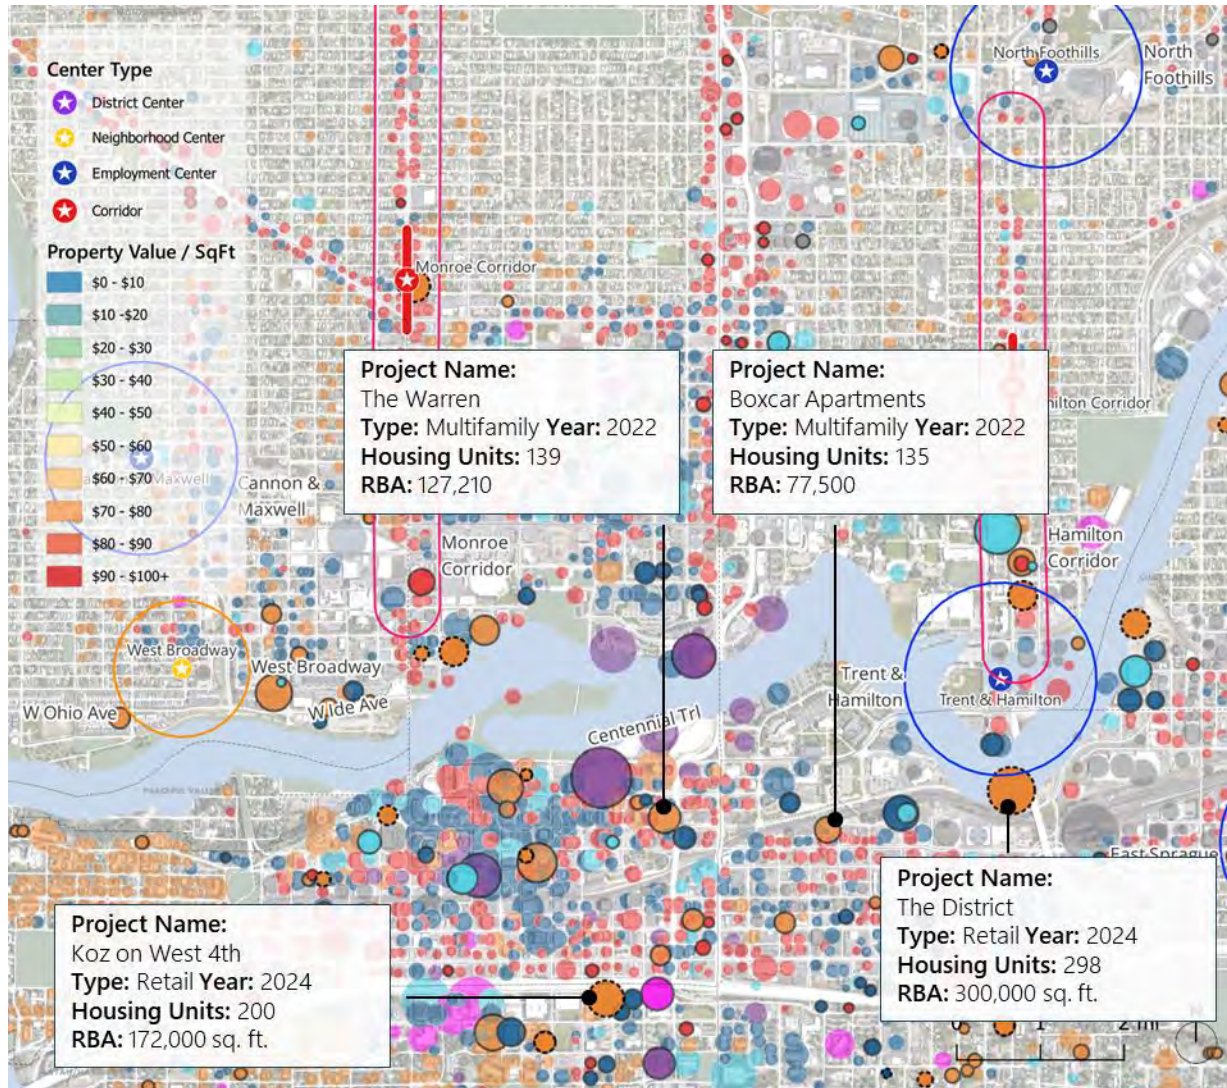 Center Type
District Center
Neighborhood Center
Employment Center
Corridor
Property Value / SqFt
$0 - $10
$10 -$20
$20 - $30
$30 - $40
$40 - $50
$50 - $60
$60 - $70
$70 - $80
$80 - $90
$90 - $100+
North Foothills
North
Foothills
Monroe Corridor
Project Name:
The Warren
Type: Multifamily Year: 2022
Housing Units: 139
RBA: 127,210
Project Name:
Boxcar Apartments
Type: Multifamily Year: 2022
Housing Units: 135
RBA: 77,500
Corridor
Maxwell
Cannon &
Maxwell
Monroe
Corridor
Hamilton
Corridor
West Broadway
West Broadway
W Ohio Ave
W Ide Ave
Centennial Trl
Trent &
Hamilton
Trent & Hamilton
PEACEFUL VALLEY
East Sprague
Project Name:
Koz on West 4th
Type: Retail Year: 2024
Housing Units: 200
RBA: 172,000 sq. ft.
Project Name:
The District
Type: Retail Year: 2024
Housing Units: 298
RBA: 300,000 sq. ft.
0 1 2 mi
N